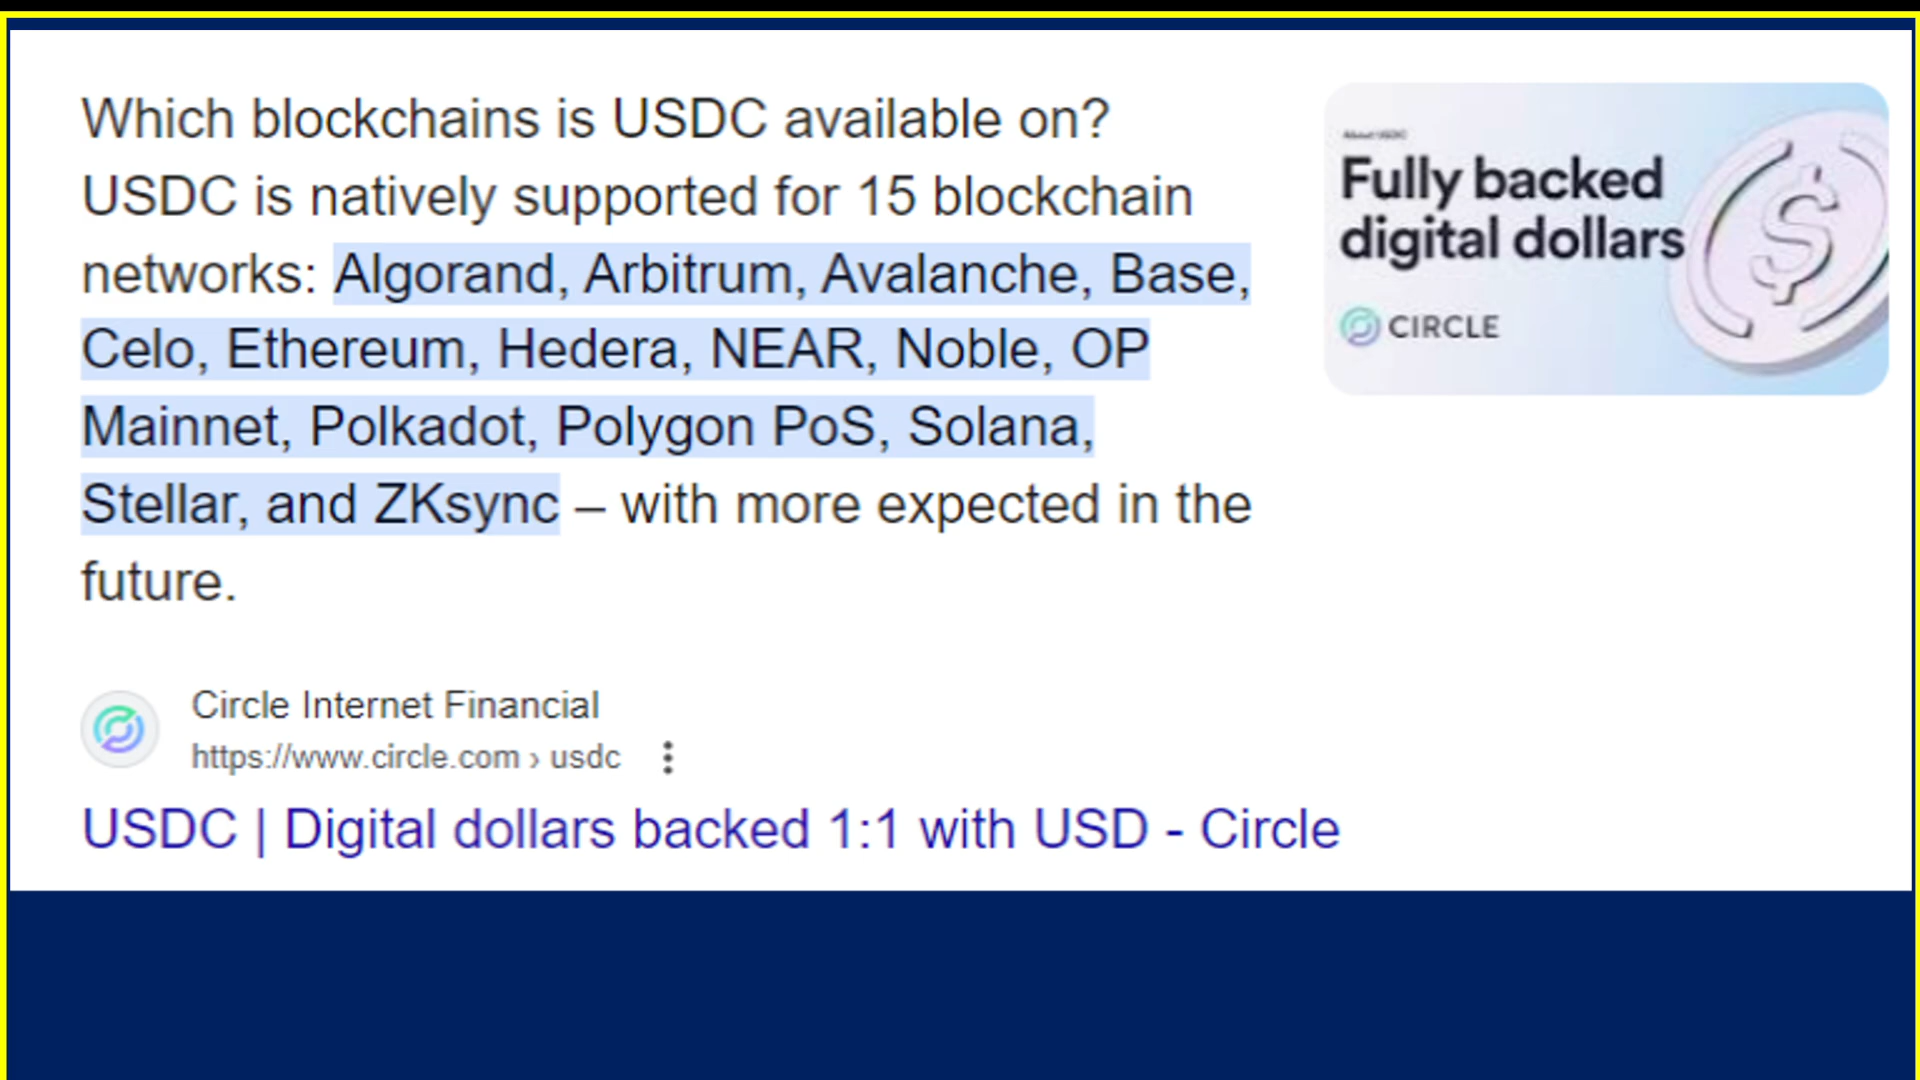 Which blockchains is USDC available on?
USDC is natively supported for 15 blockchain
networks: Algorand, Arbitrum, Avalanche, Base,
Celo, Ethereum, Hedera, NEAR, Noble, OP
Mainnet, Polkadot, Polygon PoS, Solana,
Stellar, and ZKsync – with more expected in the
future.
About USDC
Fully backed
digital dollars
CIRCLE
Circle Internet Financial
https://www.circle.com › usdc
USDC | Digital dollars backed 1:1 with USD - Circle